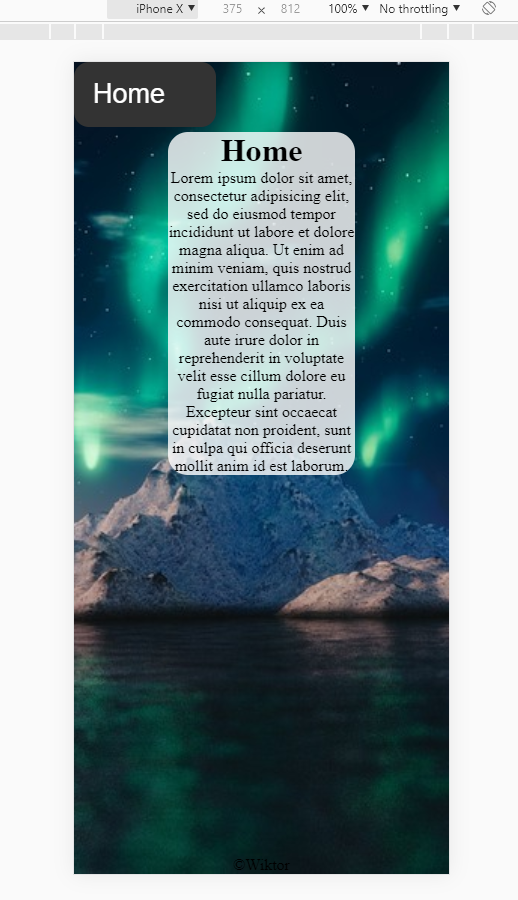 iPhone X ▼ 375 × 812 100% ▼ No throttling ▼
Home
Home
Lorem ipsum dolor sit amet,
consectetur adipisicing elit,
sed do eiusmod tempor
incididunt ut labore et dolore
magna aliqua. Ut enim ad
minim veniam, quis nostrud
exercitation ullamco laboris
nisi ut aliquip ex ea
commodo consequat. Duis
aute irure dolor in
reprehenderit in voluptate
velit esse cillum dolore eu
fugiat nulla pariatur.
Excepteur sint occaecat
cupidatat non proident, sunt
in culpa qui officia deserunt
mollit anim id est laborum.
©Wiktor